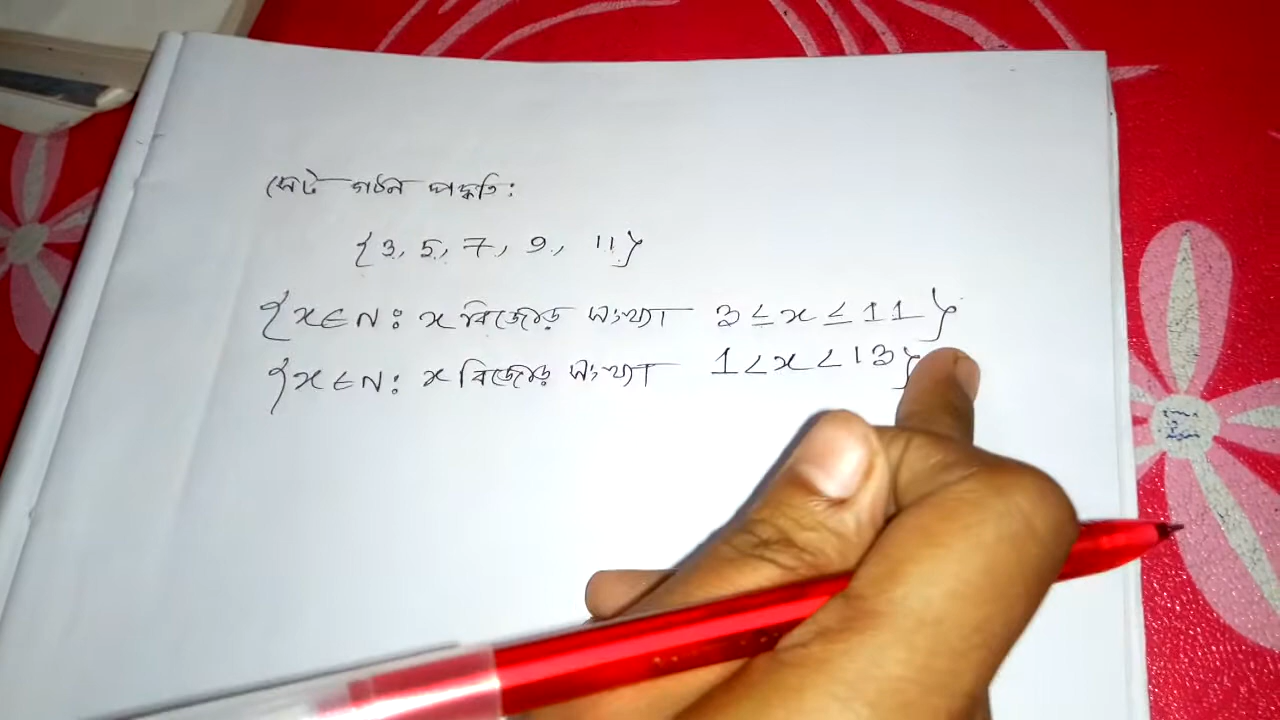 সেট গঠন পদ্ধতি:
{3, 5, 7, 9, 11}
{x∈N: x বিজোড় সংখ্যা 3≤x≤11}
{x∈N: x বিজোড় সংখ্যা 1<x<13}